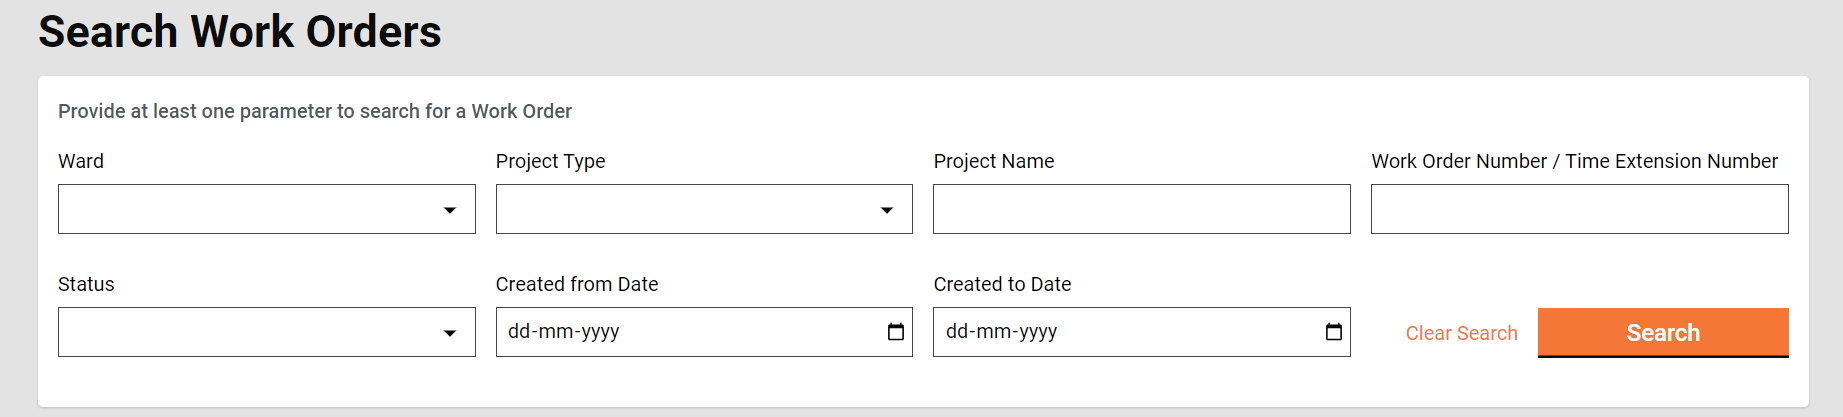 Search Work Orders
Provide at least one parameter to search for a Work Order
Ward
Project Type
Project Name
Work Order Number / Time Extension Number
Status
Created from Date
Created to Date
dd-mm-yyyy
dd-mm-yyyy
Clear Search
Search